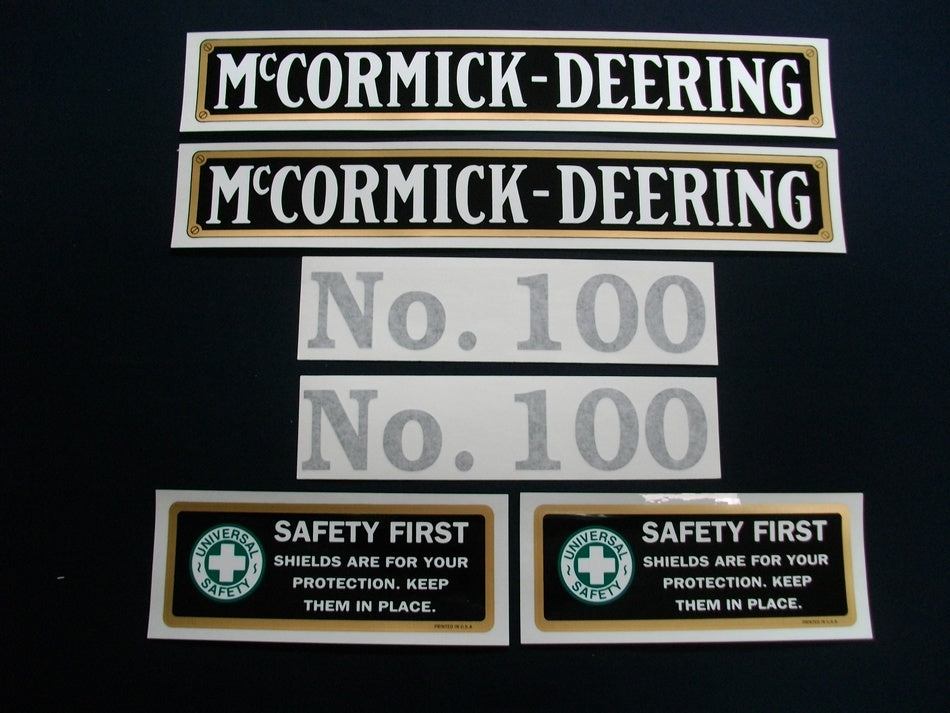 McCORMICK-DEERING
McCORMICK-DEERING
No. 100
No. 100
UNIVERSAL
SAFETY
SAFETY FIRST
SHIELDS ARE FOR YOUR
PROTECTION. KEEP
THEM IN PLACE.
PRINTED IN U.S.A.
UNIVERSAL
SAFETY
SAFETY FIRST
SHIELDS ARE FOR YOUR
PROTECTION. KEEP
THEM IN PLACE.
PRINTED IN U.S.A.